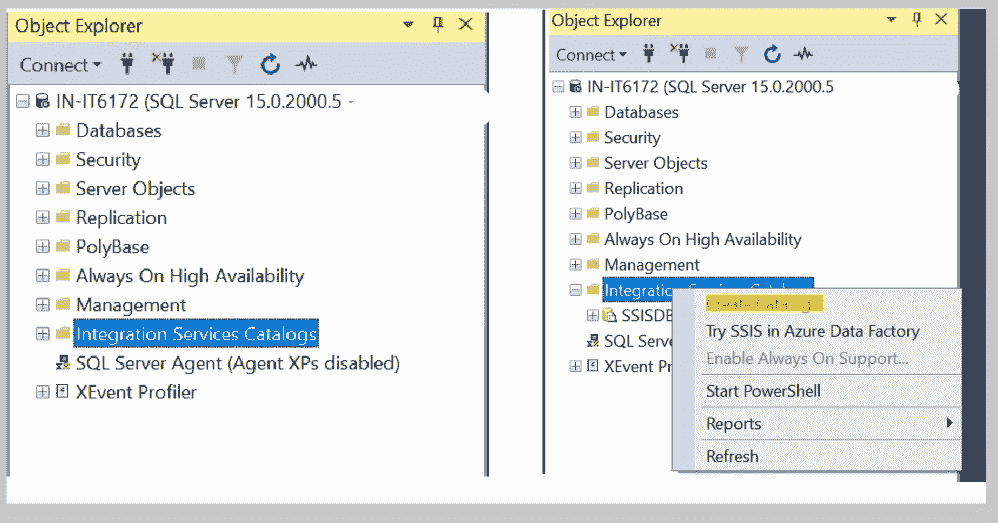 Object Explorer
Connect
IN-IT6172 (SQL Server 15.0.2000.5 -
Databases
Security
Server Objects
Replication
PolyBase
Always On High Availability
Management
Integration Services Catalogs
SQL Server Agent (Agent XPs disabled)
XEvent Profiler
Object Explorer
Connect
IN-IT6172 (SQL Server 15.0.2000.5
Databases
Security
Server Objects
Replication
PolyBase
Always On High Availability
Management
SSISDB
SQL Serve
XEvent Pr
Create Catalog
Try SSIS in Azure Data Factory
Enable Always On Support...
Start PowerShell
Reports
Refresh